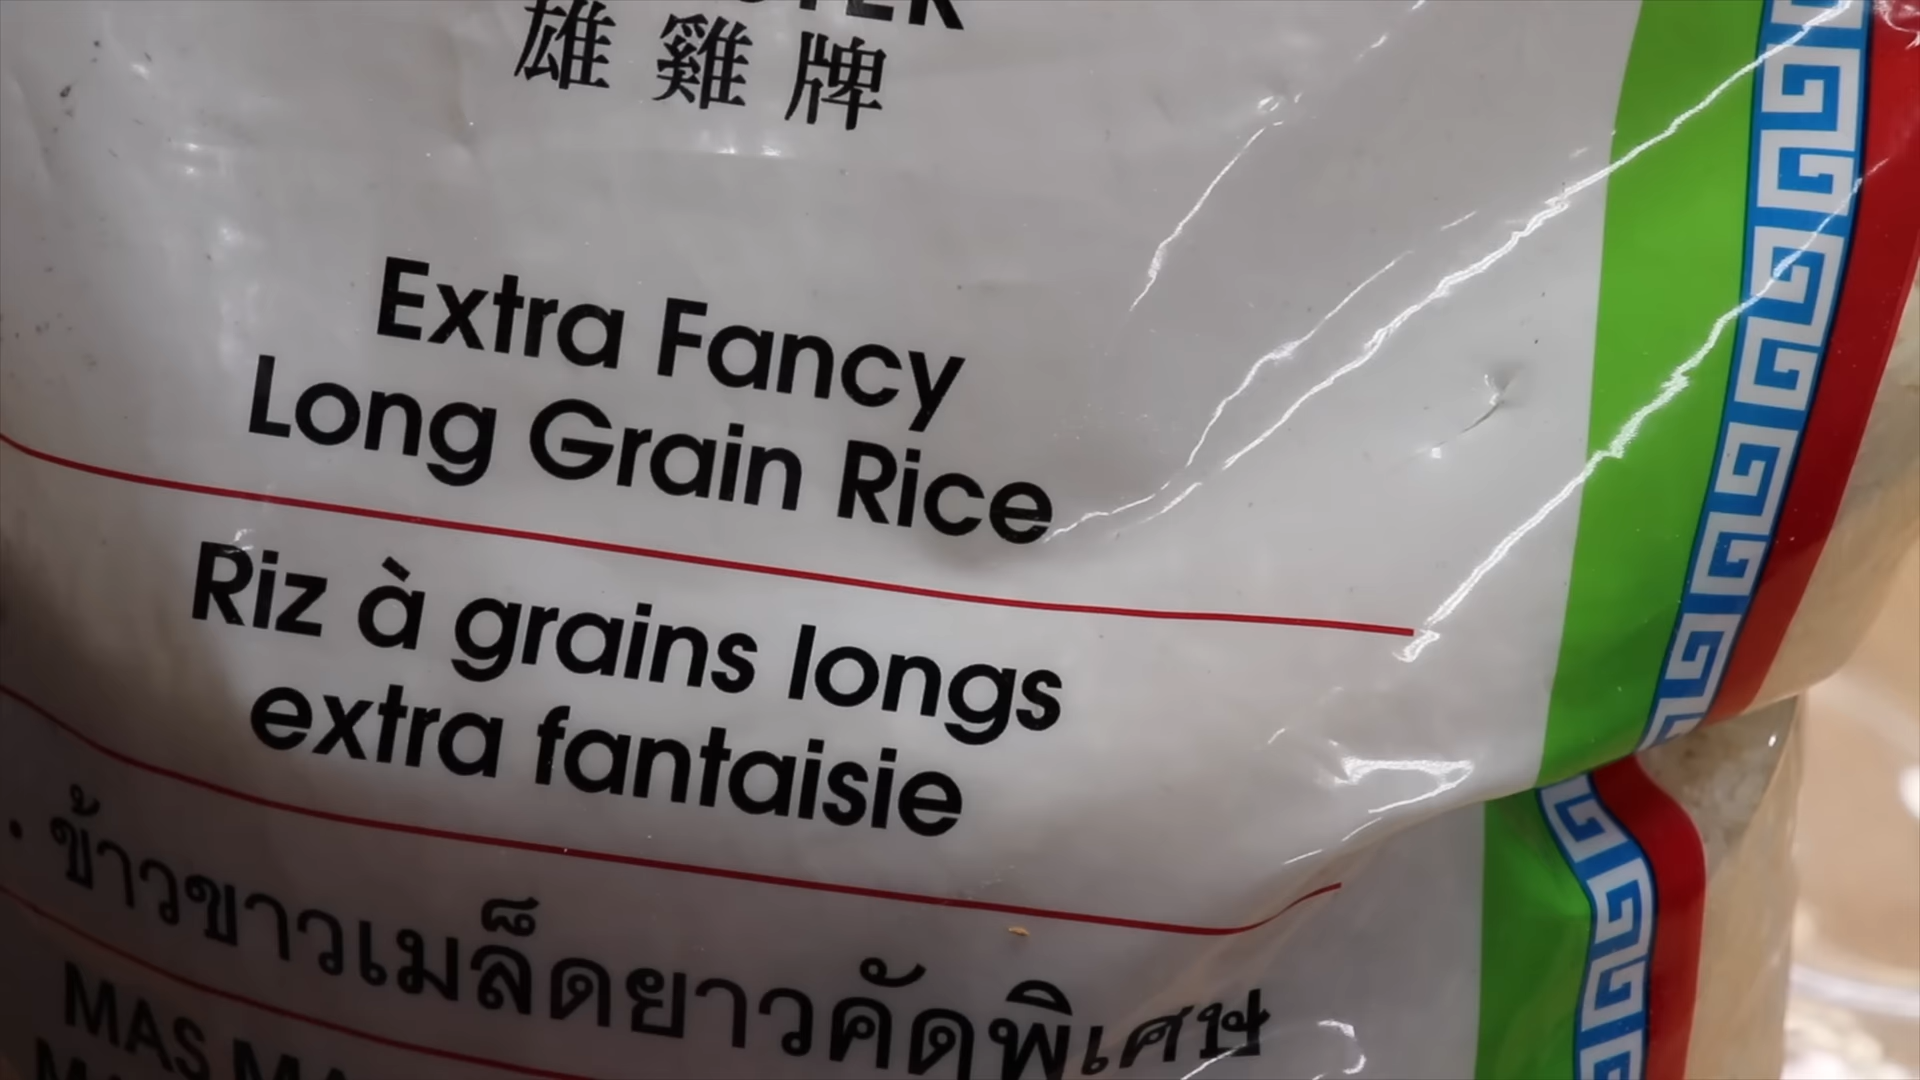 雄雞牌
Extra Fancy
Long Grain Rice
Riz à grains longs
extra fantaisie
ข้าวขาวเมล็ดยาวคัดพิเศษ
MAS